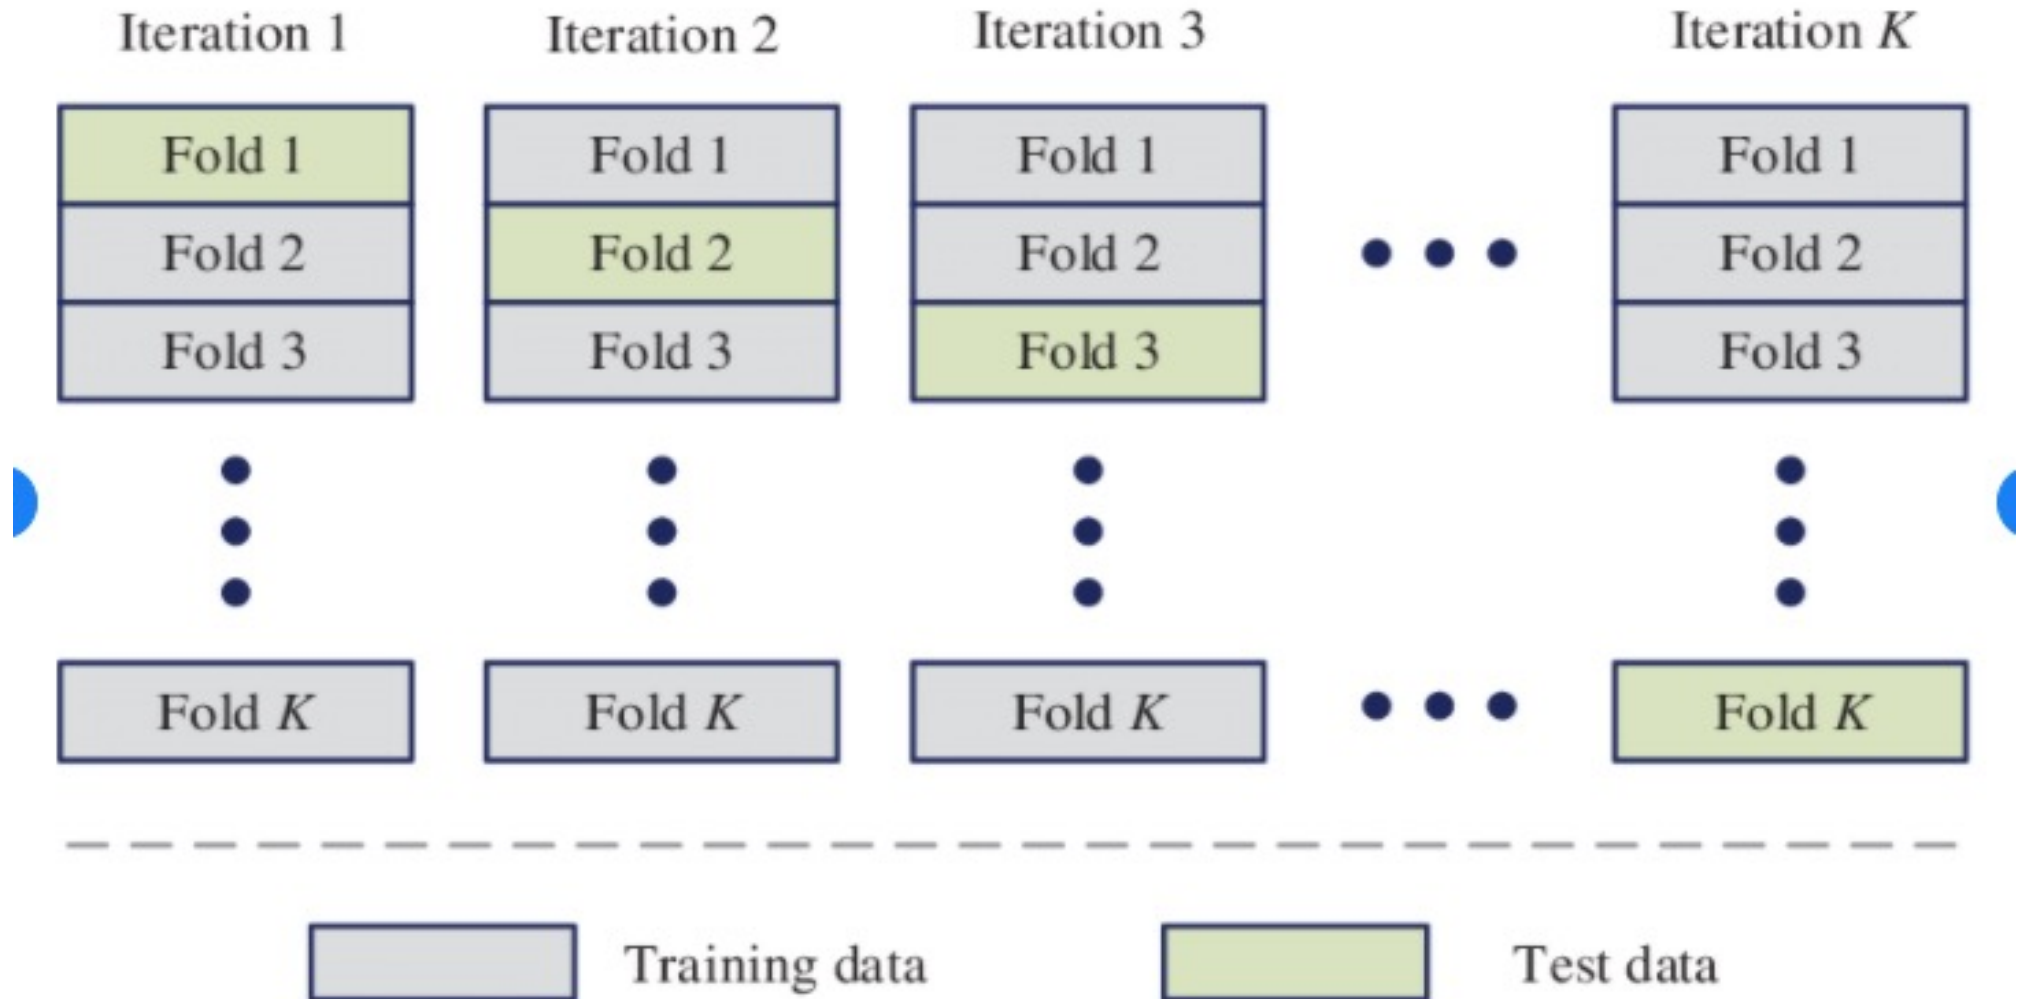 Iteration 1 Iteration 2 Iteration 3 Iteration K
Fold 1 Fold 1 Fold 1 Fold 1
Fold 2 Fold 2 Fold 2 Fold 2
Fold 3 Fold 3 Fold 3 Fold 3
Fold K Fold K Fold K Fold K
Training data Test data